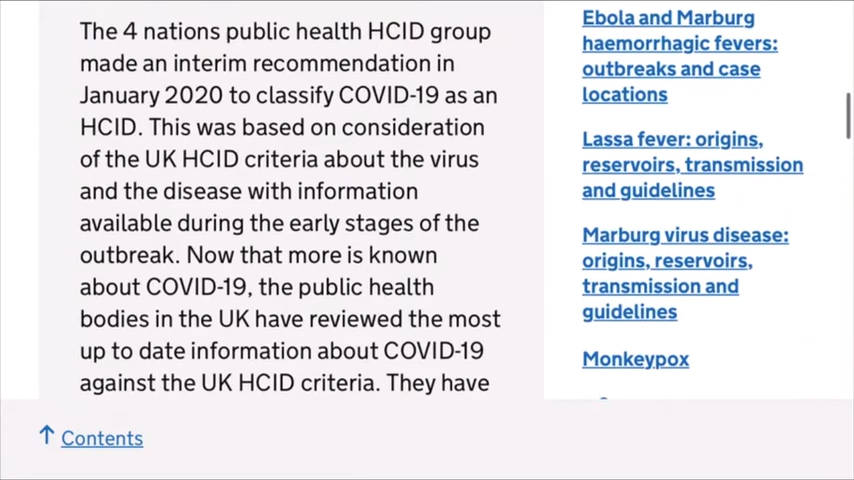 The 4 nations public health HCID group
made an interim recommendation in
January 2020 to classify COVID-19 as an
HCID. This was based on consideration
of the UK HCID criteria about the virus
and the disease with information
available during the early stages of the
outbreak. Now that more is known
about COVID-19, the public health
bodies in the UK have reviewed the most
up to date information about COVID-19
against the UK HCID criteria. They have
Ebola and Marburg
haemorrhagic fevers:
outbreaks and case
locations
Lassa fever: origins,
reservoirs, transmission
and guidelines
Marburg virus disease:
origins, reservoirs,
transmission and
guidelines
Monkeypox
↑ Contents